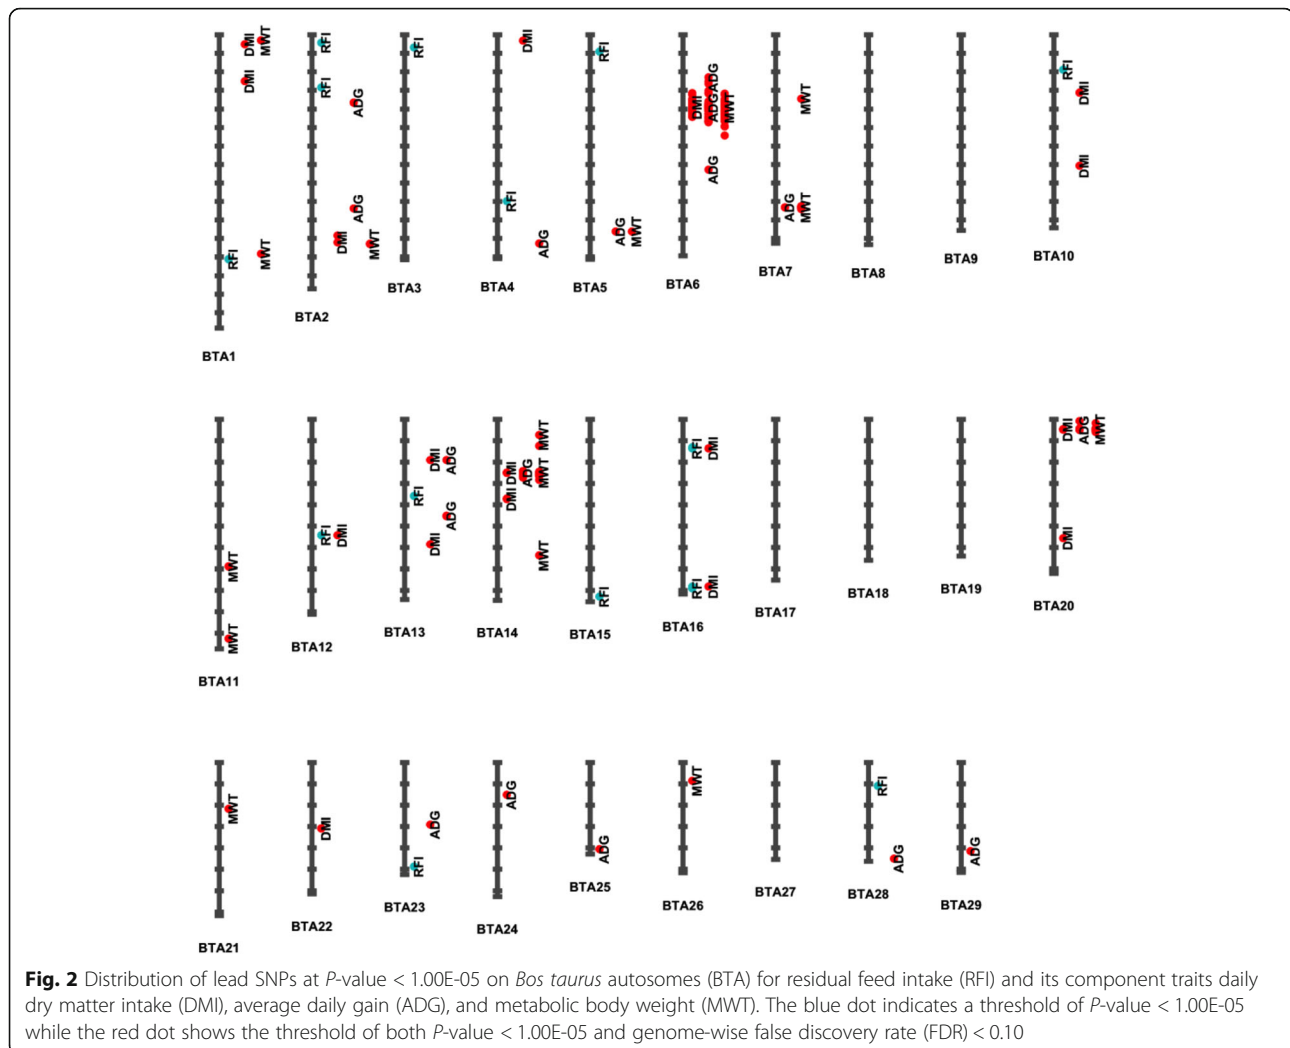 DMI MWT
DMI
RFI MWT
BTA1
RFI
RFI
ADG
ADG
DMI MWT
BTA2
RFI
BTA3
DMI
RFI
ADG
BTA4
RFI
ADG MWT
BTA5
ADG
DMI ADG MWT
ADG
BTA6
MWT
ADG MWT
BTA7
BTA8
BTA9
RFI
DMI
DMI
BTA10
MWT
MWT
BTA11
RFI DMI
BTA12
DMI ADG
RFI
ADG
DMI
BTA13
MWT
DMI ADG MWT
DMI
MWT
BTA14
RFI
BTA15
RFI DMI
RFI DMI
BTA16
BTA17
BTA18
BTA19
DMI ADG MWT
DMI
BTA20
MWT
BTA21
DMI
BTA22
ADG
RFI
BTA23
ADG
BTA24
ADG
BTA25
MWT
BTA26
BTA27
RFI
ADG
BTA28
ADG
BTA29
Fig. 2 Distribution of lead SNPs at P-value < 1.00E-05 on Bos taurus autosomes (BTA) for residual feed intake (RFI) and its component traits daily
dry matter intake (DMI), average daily gain (ADG), and metabolic body weight (MWT). The blue dot indicates a threshold of P-value < 1.00E-05
while the red dot shows the threshold of both P-value < 1.00E-05 and genome-wise false discovery rate (FDR) < 0.10